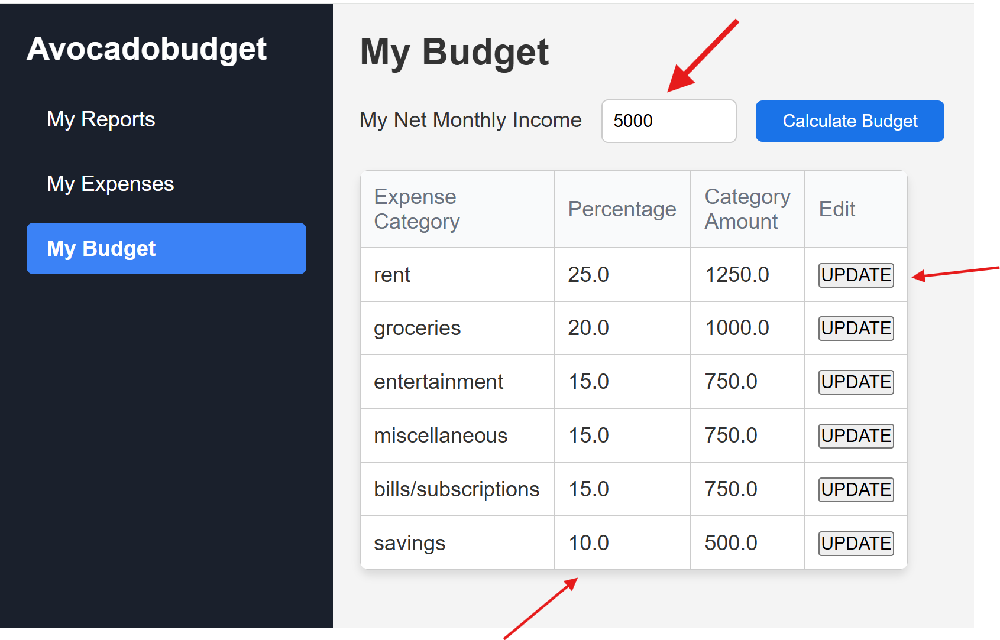 Avocadobudget
My Reports
My Expenses
My Budget
My Budget
My Net Monthly Income 5000 Calculate Budget
Expense Category Percentage Category Amount Edit
rent 25.0 1250.0 UPDATE
groceries 20.0 1000.0 UPDATE
entertainment 15.0 750.0 UPDATE
miscellaneous 15.0 750.0 UPDATE
bills/subscriptions 15.0 750.0 UPDATE
savings 10.0 500.0 UPDATE